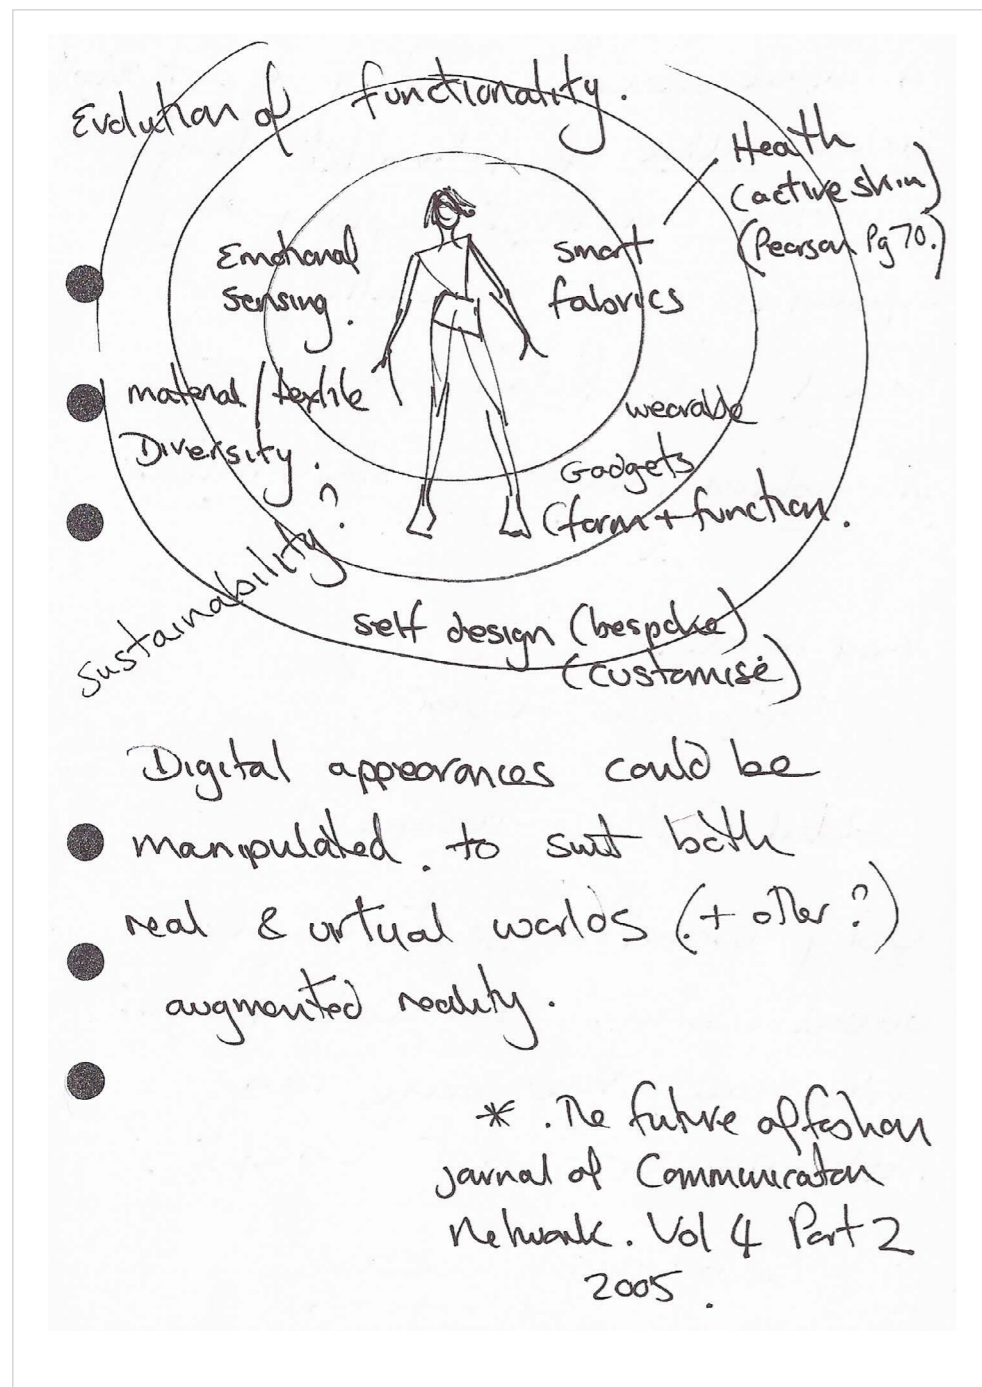 Evolution of functionality.
Health
(active skin)
(Pearson Pg 70.)
Emotional
Sensing.
smart
fabrics
material / textile
Diversity.
wearable
Gadgets
(form + function.
Sustainability?
self design (bespoke)
(customise)
Digital appearances could be
manipulated. to suit both
real & virtual worlds (+ other?)
augmented reality.
* . The future of fashion
journal of Communication
Network. Vol 4 Part 2
2005.